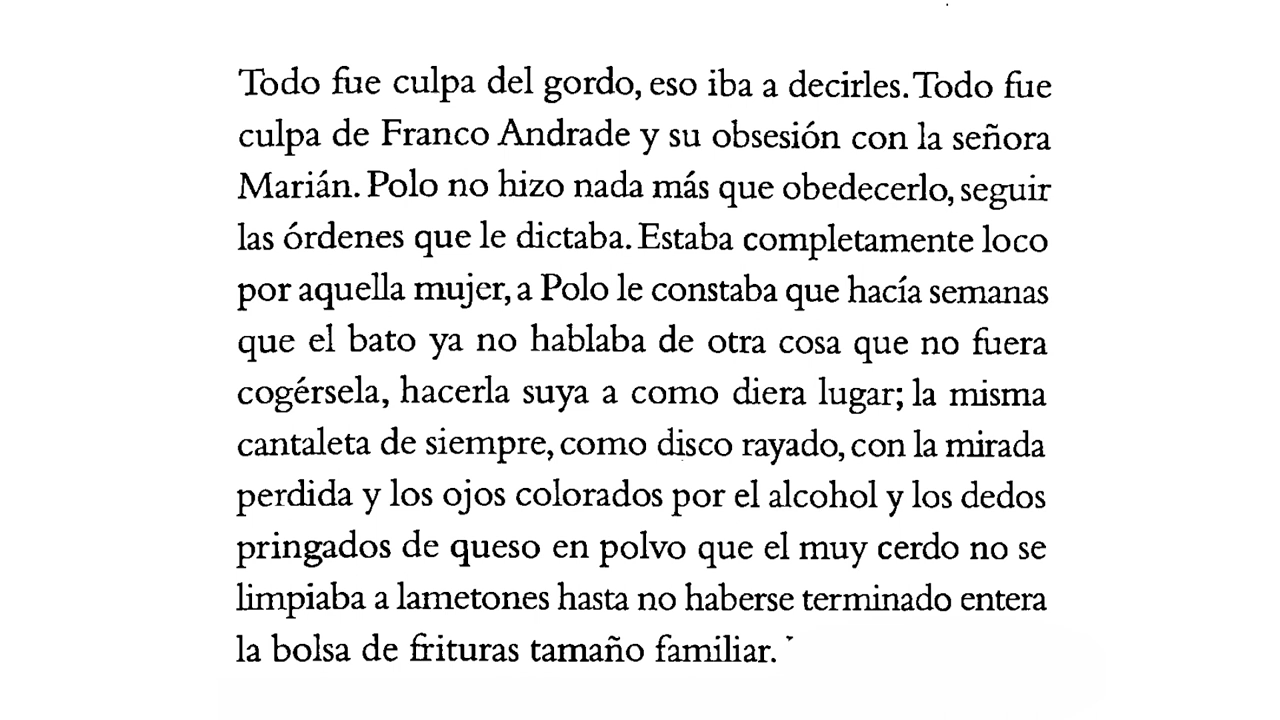 Todo fue culpa del gordo, eso iba a decirles. Todo fue
culpa de Franco Andrade y su obsesión con la señora
Marián. Polo no hizo nada más que obedecerlo, seguir
las órdenes que le dictaba. Estaba completamente loco
por aquella mujer, a Polo le constaba que hacía semanas
que el bato ya no hablaba de otra cosa que no fuera
cogérsela, hacerla suya a como diera lugar; la misma
cantaleta de siempre, como disco rayado, con la mirada
perdida y los ojos colorados por el alcohol y los dedos
pringados de queso en polvo que el muy cerdo no se
limpiaba a lametones hasta no haberse terminado entera
la bolsa de frituras tamaño familiar.